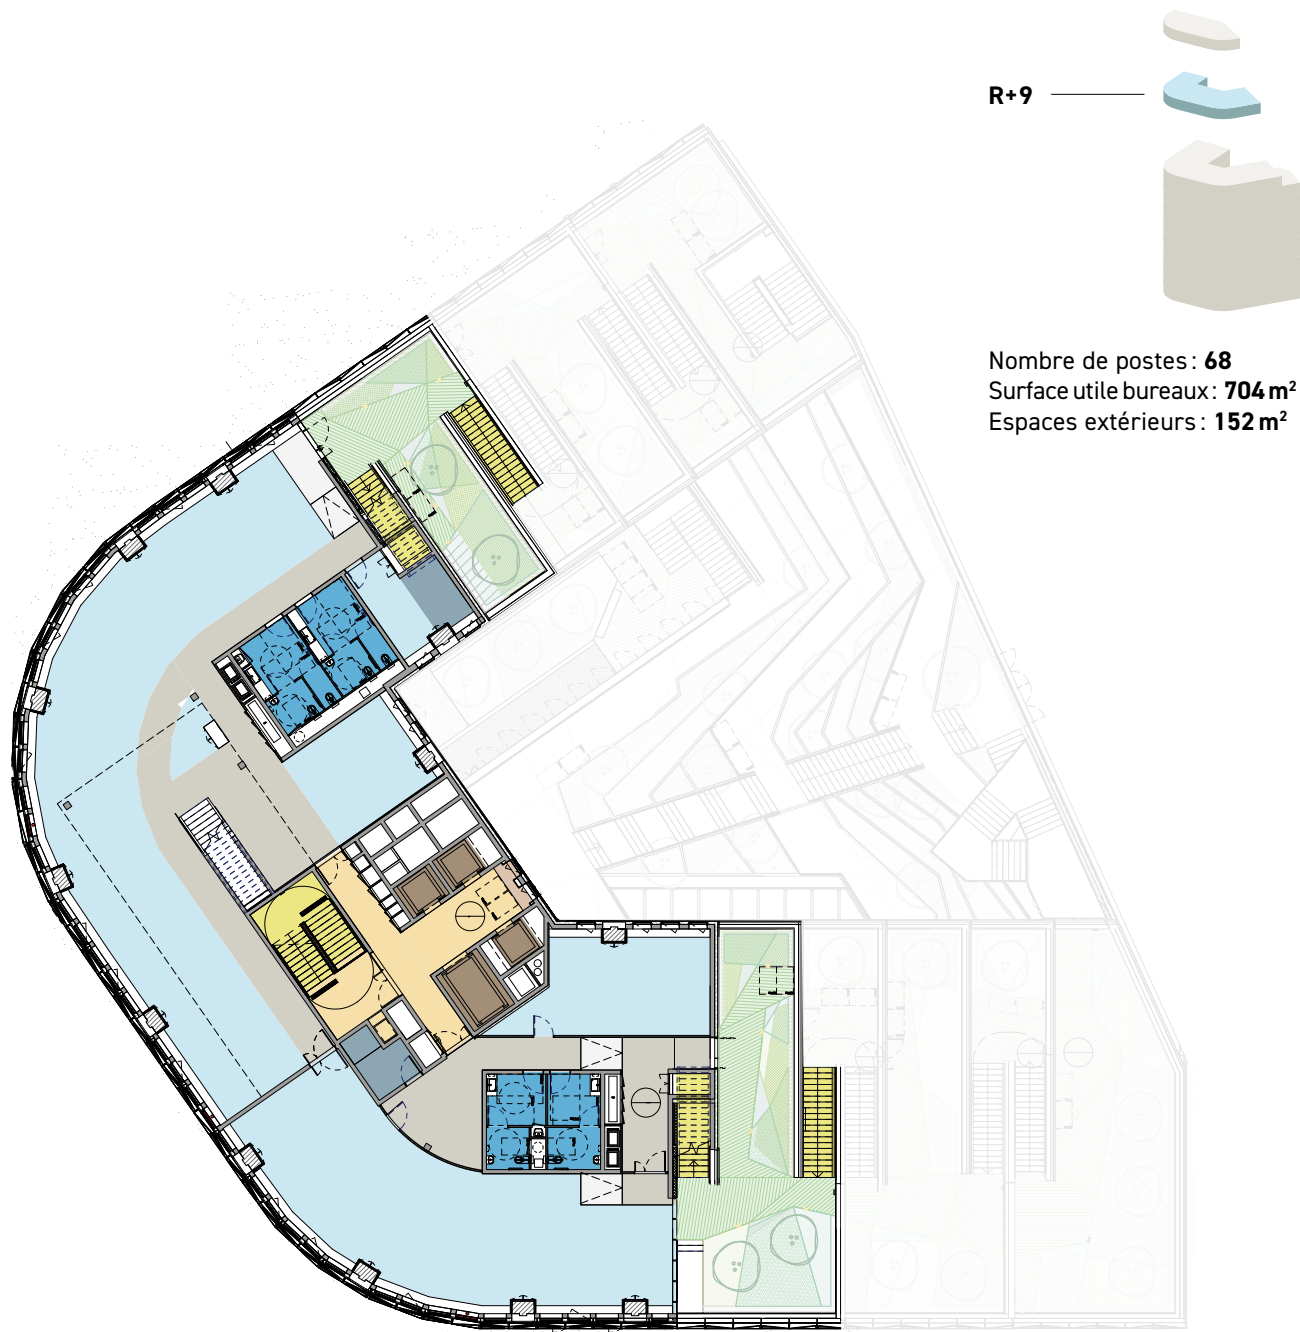 R+9
Nombre de postes : 68
Surface utile bureaux : 704 m²
Espaces extérieurs : 152 m²